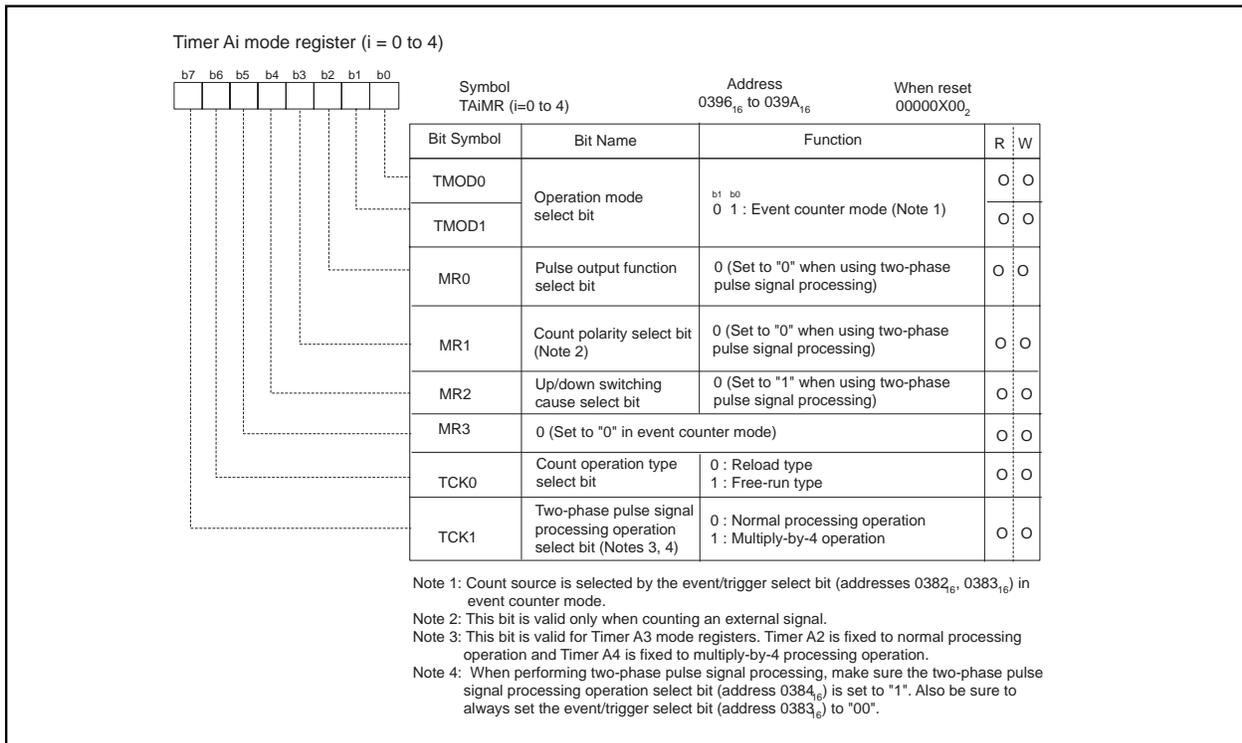 Timer Ai mode register (i = 0 to 4)
b7 b6 b5 b4 b3 b2 b1 b0
Symbol Address When reset
TAiMR (i=0 to 4) 0396₁₆ to 039A₁₆ 00000X00₂
Bit Symbol Bit Name Function R W
TMOD0 O O
Operation mode
select bit
b1 b0
0 1 : Event counter mode (Note 1)
TMOD1 O O
MR0 Pulse output function
select bit
0 (Set to "0" when using two-phase
pulse signal processing)
O O
MR1 Count polarity select bit
(Note 2)
0 (Set to "0" when using two-phase
pulse signal processing)
O O
MR2 Up/down switching
cause select bit
0 (Set to "1" when using two-phase
pulse signal processing)
O O
MR3 0 (Set to "0" in event counter mode) O O
TCK0 Count operation type
select bit
0 : Reload type
1 : Free-run type
O O
TCK1 Two-phase pulse signal
processing operation
select bit (Notes 3, 4)
0 : Normal processing operation
1 : Multiply-by-4 operation
O O
Note 1: Count source is selected by the event/trigger select bit (addresses 0382₁₆, 0383₁₆) in
event counter mode.
Note 2: This bit is valid only when counting an external signal.
Note 3: This bit is valid for Timer A3 mode registers. Timer A2 is fixed to normal processing
operation and Timer A4 is fixed to multiply-by-4 processing operation.
Note 4: When performing two-phase pulse signal processing, make sure the two-phase pulse
signal processing operation select bit (address 0384₁₆) is set to "1". Also be sure to
always set the event/trigger select bit (address 0383₁₆) to "00".